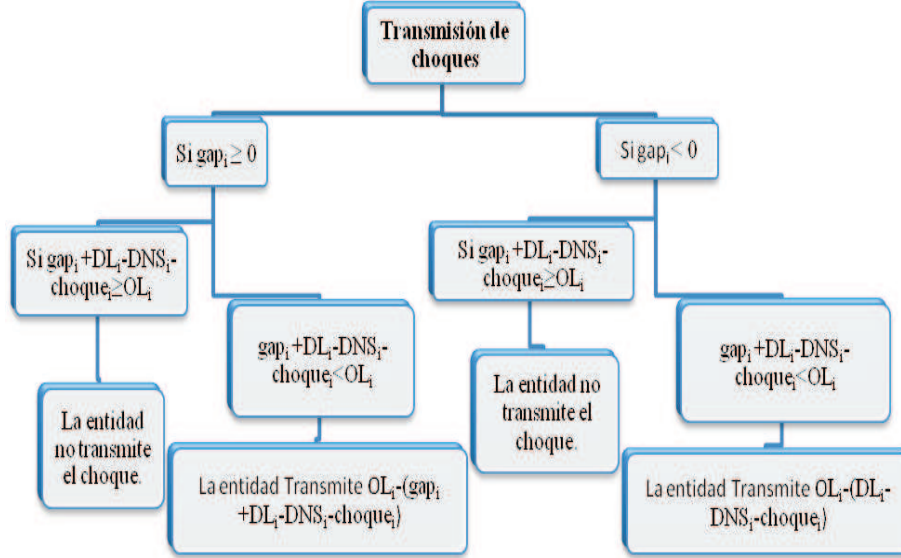 Transmisión de
choques
Si gapᵢ ≥ 0
Si gapᵢ < 0
Si gapᵢ+DLᵢ-DNSᵢ-
choqueᵢ≥OLᵢ
gapᵢ+DLᵢ-DNSᵢ-
choqueᵢ<OLᵢ
La entidad
no transmite
el choque.
La entidad Transmite OLᵢ-(gapᵢ
+DLᵢ-DNSᵢ-choqueᵢ)
Si gapᵢ+DLᵢ-DNSᵢ-
choqueᵢ≥OLᵢ
gapᵢ+DLᵢ-DNSᵢ-
choqueᵢ<OLᵢ
La entidad no
transmite el
choque.
La entidad Transmite OLᵢ-(DLᵢ-
DNSᵢ-choqueᵢ)